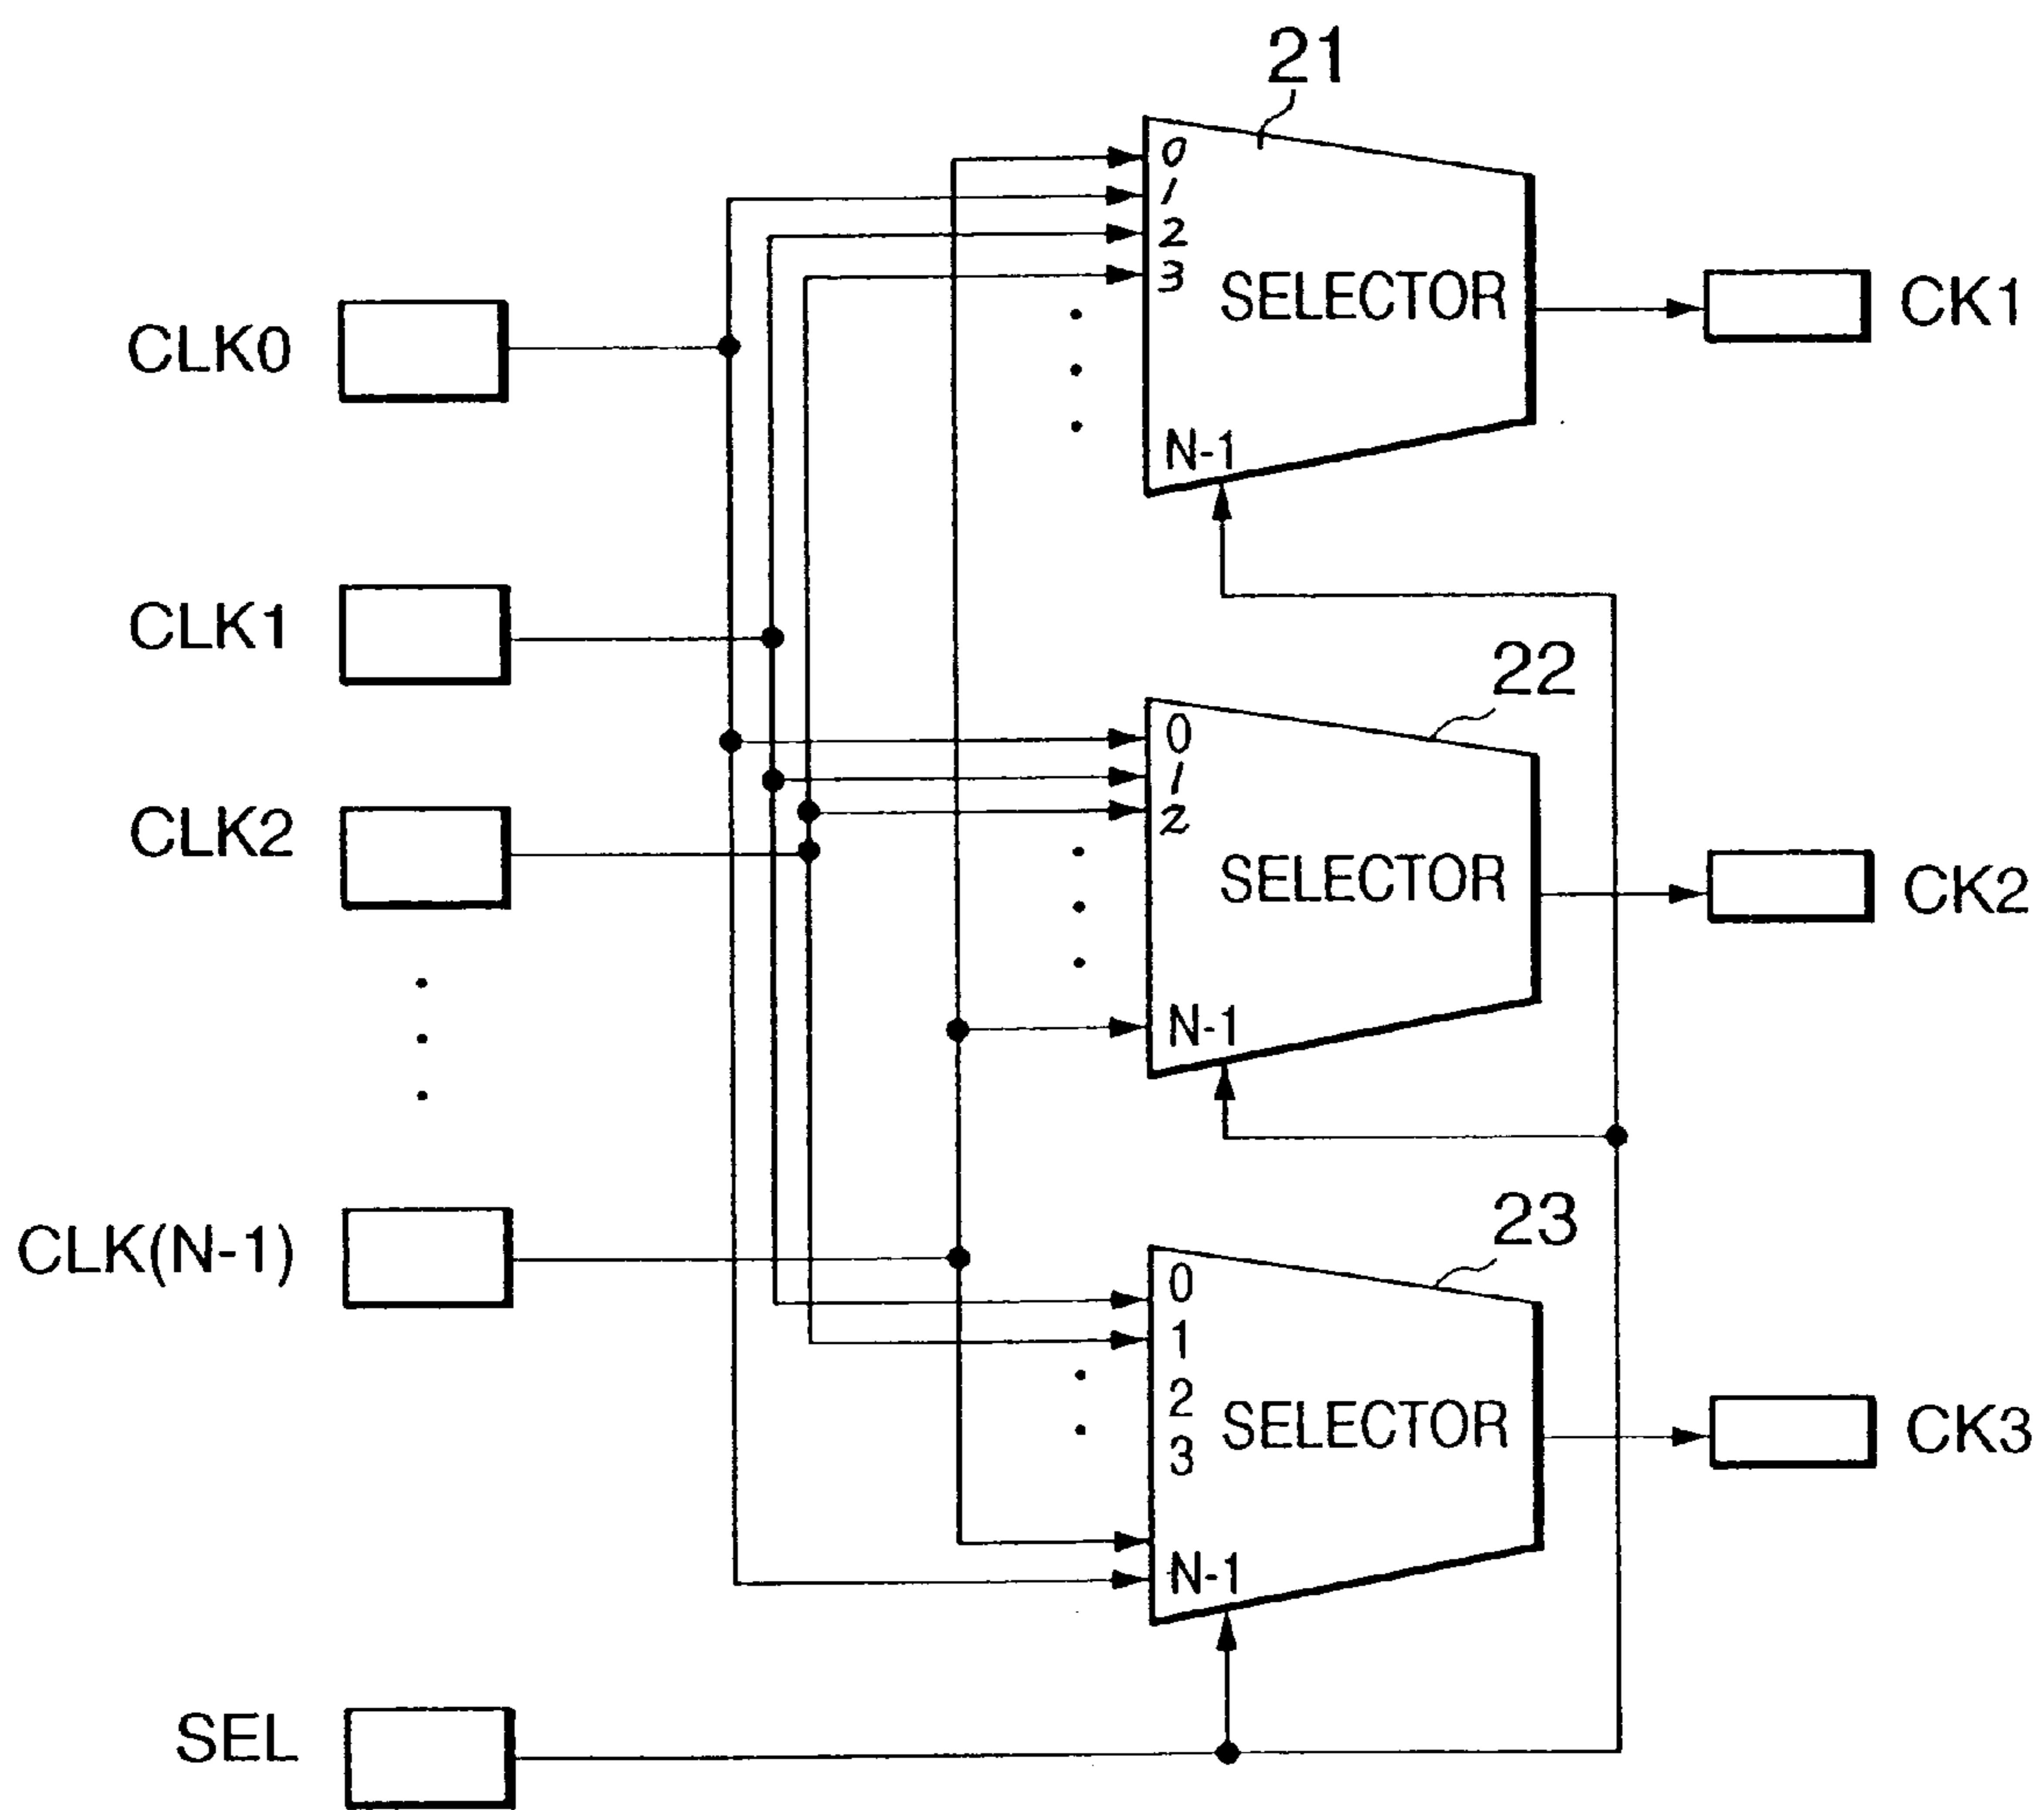 21
0
1
2
3
SELECTOR
N-1
CK1
CLK0
CLK1
22
0
1
2
SELECTOR
N-1
CK2
CLK2
CLK(N-1)
23
0
1
2
3
SELECTOR
N-1
CK3
SEL